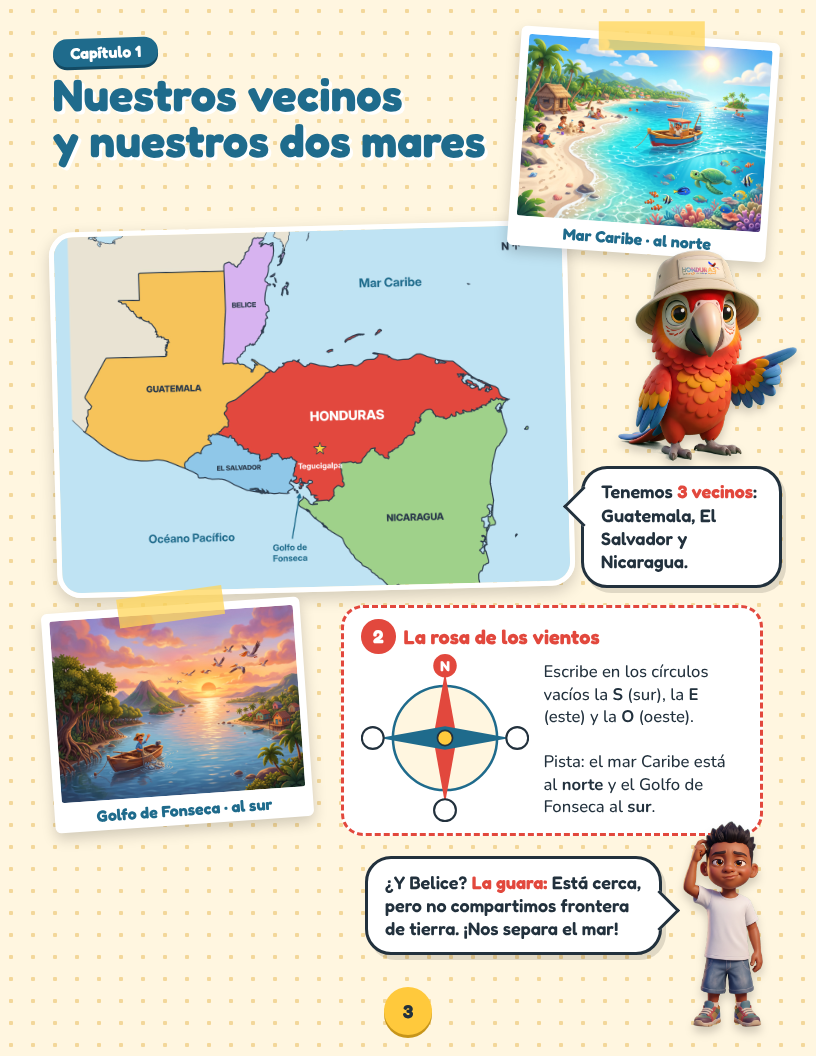 Capítulo 1
Nuestros vecinos
y nuestros dos mares
Mar Caribe · al norte
HONDURAS
N
Mar Caribe
BELICE
GUATEMALA
HONDURAS
Tegucigalpa
EL SALVADOR
NICARAGUA
Océano Pacífico
Golfo de
Fonseca
Tenemos 3 vecinos:
Guatemala, El
Salvador y
Nicaragua.
Golfo de Fonseca · al sur
2 La rosa de los vientos
N
Escribe en los círculos
vacíos la S (sur), la E
(este) y la O (oeste).
Pista: el mar Caribe está
al norte y el Golfo de
Fonseca al sur.
¿Y Belice? La guara: Está cerca,
pero no compartimos frontera
de tierra. ¡Nos separa el mar!
3